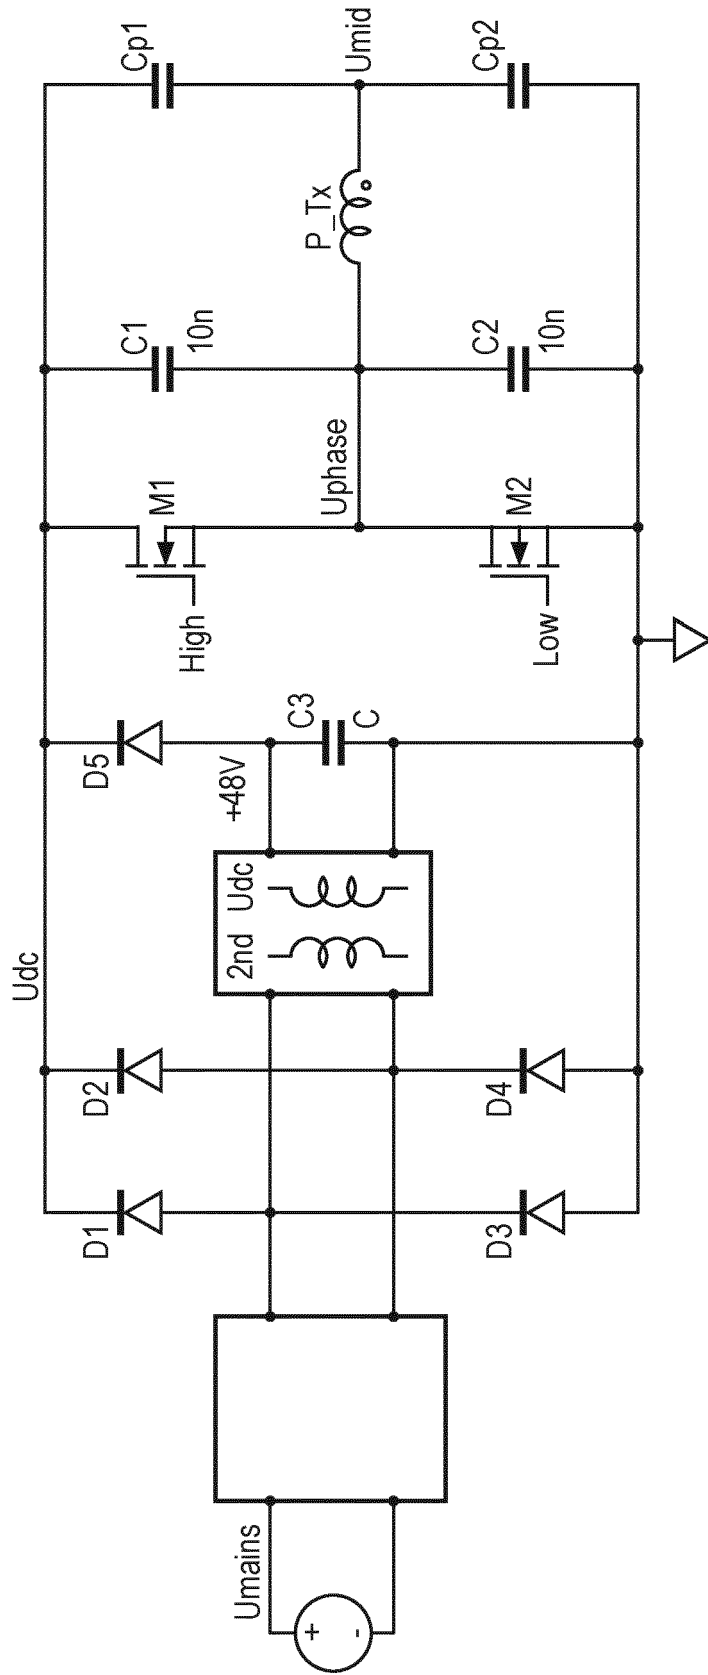 Umains
+
-
D1
D3
D2
D4
Udc
2nd Udc
+48V
D5
C3
C
High
M1
Low
M2
Uphase
C1
10n
C2
10n
P_Tx
Cp1
Umid
Cp2